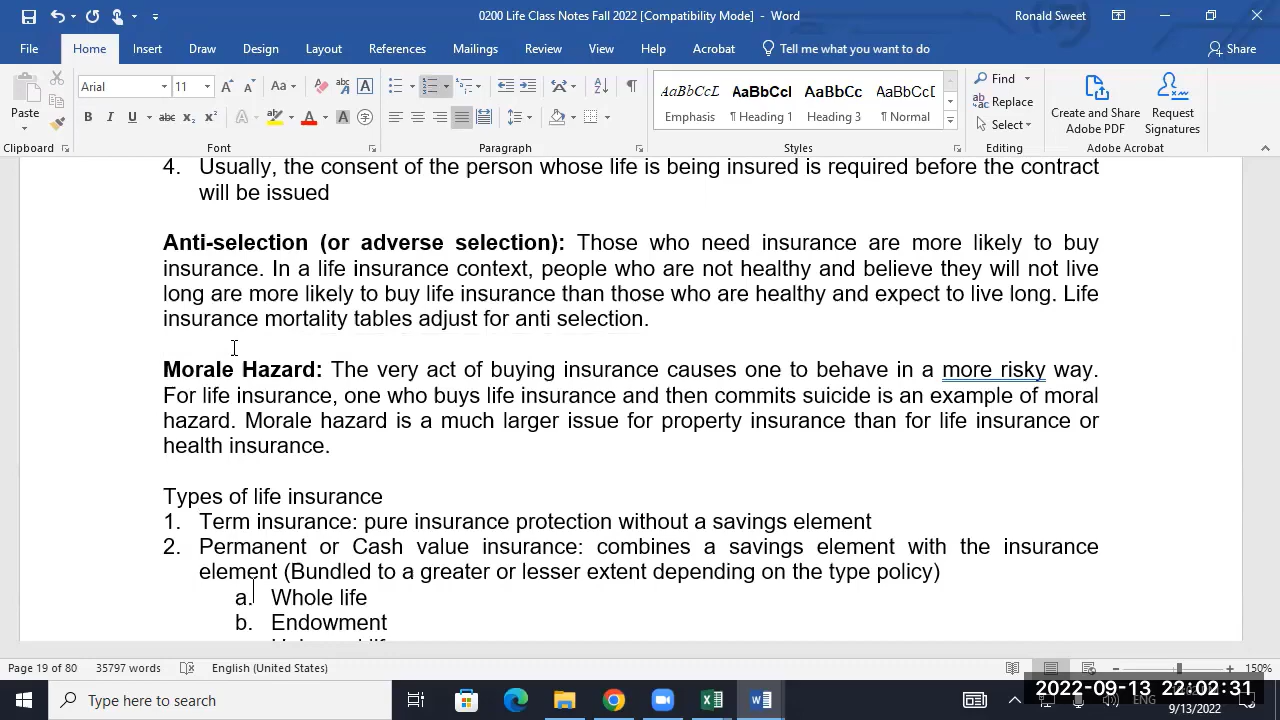 0200 Life Class Notes Fall 2022 [Compatibility Mode] - Word
Ronald Sweet
File Home Insert Draw Design Layout References Mailings Review View Help Acrobat Tell me what you want to do Share
Paste
Clipboard
Arial 11
Aa
B I U abc x₂ x²
Font
Paragraph
AaBbCcL AaBbCcl AaBbCc AaBbCcD
Emphasis ¶ Heading 1 Heading 3 ¶ Normal
Styles
Find
Replace
Select
Editing
Create and Share Adobe PDF
Request Signatures
Adobe Acrobat
4. Usually, the consent of the person whose life is being insured is required before the contract
will be issued
Anti-selection (or adverse selection): Those who need insurance are more likely to buy
insurance. In a life insurance context, people who are not healthy and believe they will not live
long are more likely to buy life insurance than those who are healthy and expect to live long. Life
insurance mortality tables adjust for anti selection.
Morale Hazard: The very act of buying insurance causes one to behave in a more risky way.
For life insurance, one who buys life insurance and then commits suicide is an example of moral
hazard. Morale hazard is a much larger issue for property insurance than for life insurance or
health insurance.
Types of life insurance
1. Term insurance: pure insurance protection without a savings element
2. Permanent or Cash value insurance: combines a savings element with the insurance
element (Bundled to a greater or lesser extent depending on the type policy)
a. Whole life
b. Endowment
Page 19 of 80 35797 words English (United States) 150%
Type here to search
2022-09-13 22:02:31
ENG
9/13/2022